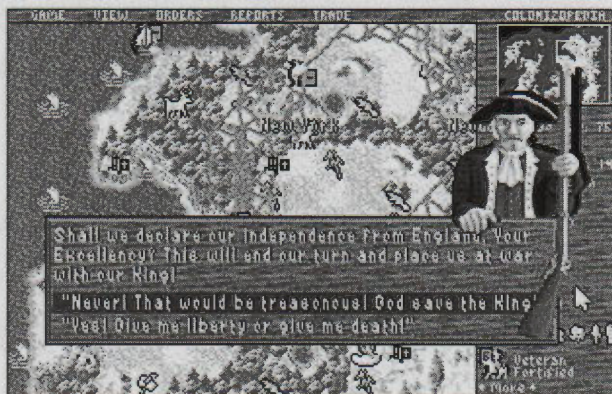 GAME VIEW ORDERS REPORTS TRADE COLONIZOPEDIA
New York
Shall we declare our independence from England, Your
Excellency? This will end our turn and place us at war
with our King!
"Never! That would be treasonous! God save the King!"
"Yes! Give me liberty or give me death!"
Veteran
Fortified
* More *